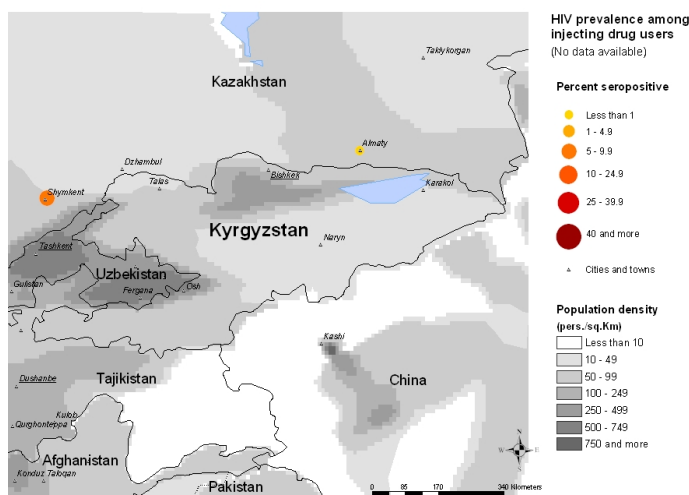 HIV prevalence among
injecting drug users
(No data available)
Percent seropositive
Less than 1
1 - 4.9
5 - 9.9
10 - 24.9
25 - 39.9
40 and more
Cities and towns
Population density
(pers./sq.Km)
Less than 10
10 - 49
50 - 99
100 - 249
250 - 499
500 - 749
750 and more
Taldykorgan
Kazakhstan
Almaty
Dzhambul
Bishkek
Talas
Karakol
Shymkent
Kyrgyzstan
Naryn
Tashkent
Uzbekistan
Gulistan
Fergana
Osh
Kashi
Dushanbe
Tajikistan
China
Kulob
Qurghonteppa
Afghanistan
Konduz
Taloqan
Pakistan
N
W
E
S
0 85 170 340 Kilometers